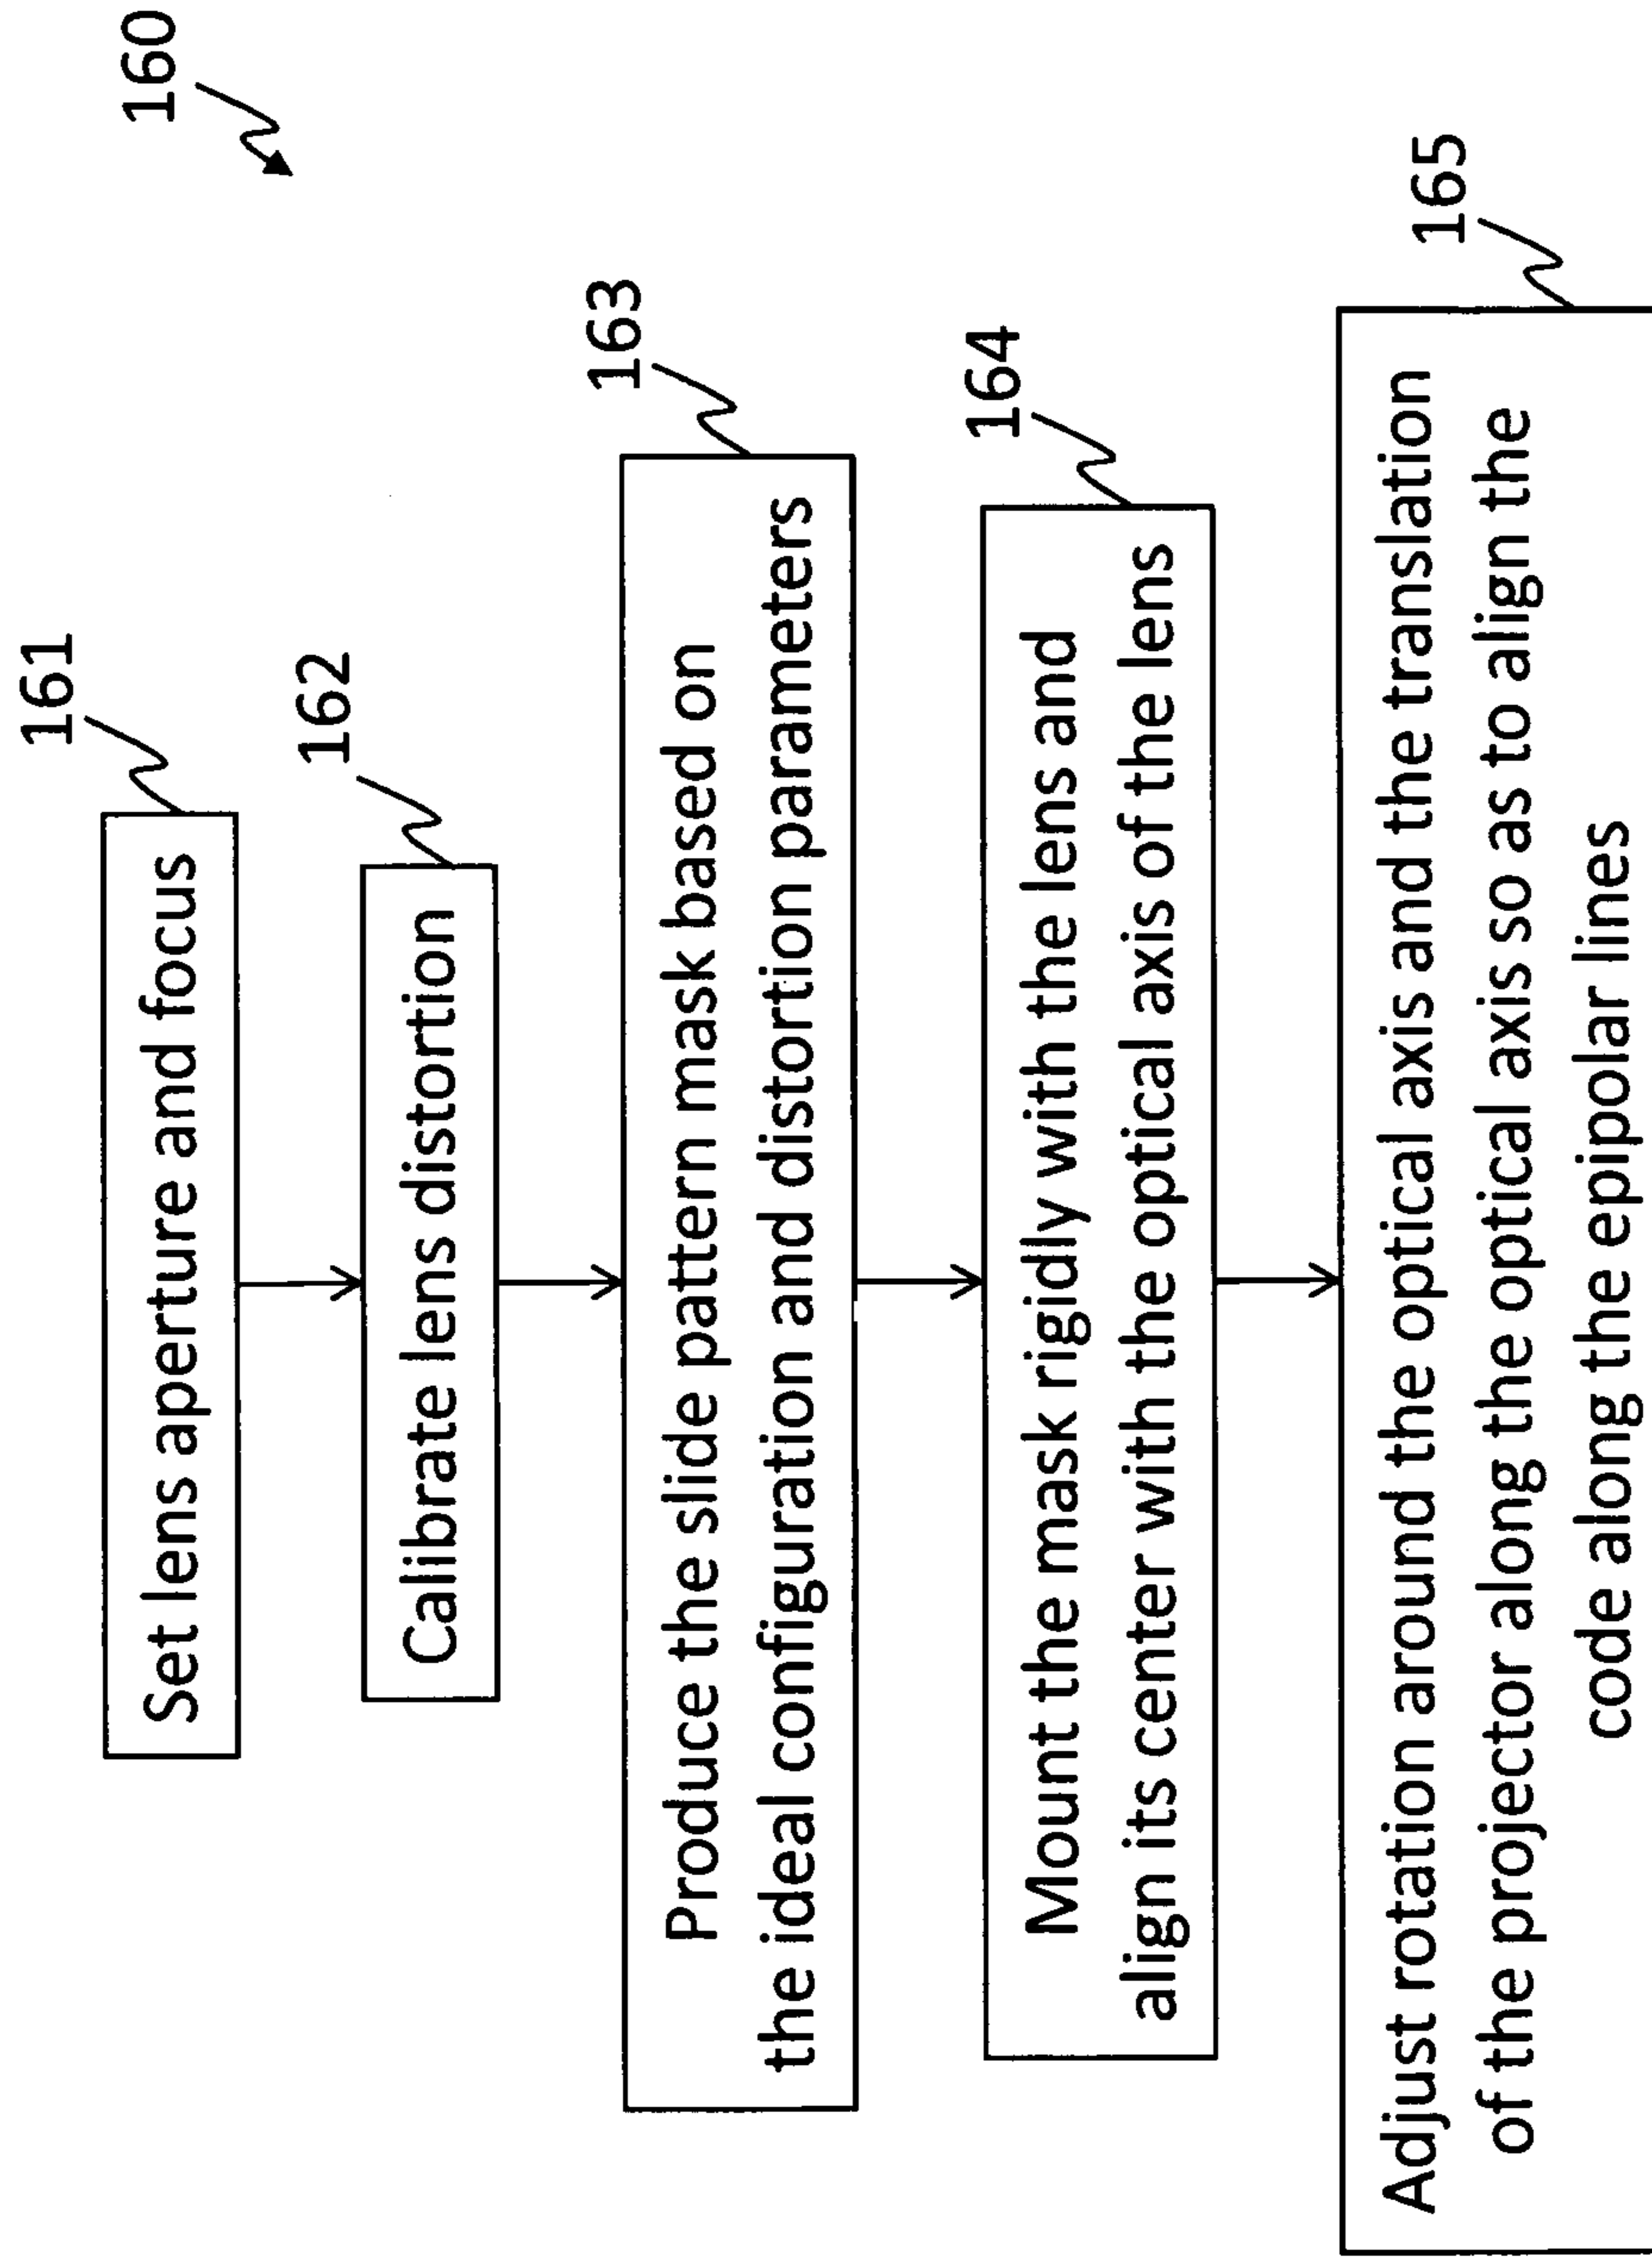 160
161
Set lens aperture and focus
162
Calibrate lens distortion
163
Produce the slide pattern mask based on
the ideal configuration and distortion parameters
164
Mount the mask rigidly with the lens and
align its center with the optical axis of the lens
165
Adjust rotation around the optical axis and the translation
of the projector along the optical axis so as to align the
code along the epipolar lines